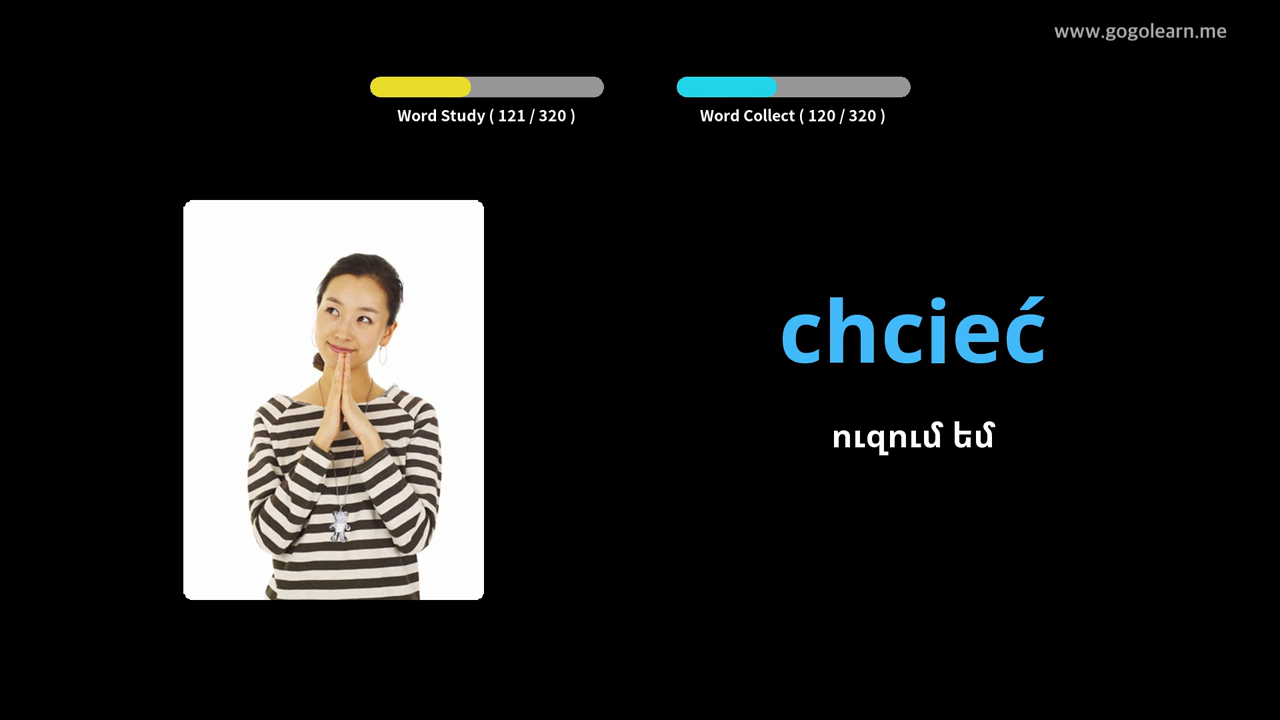 www.gogolearn.me
Word Study ( 121 / 320 )
Word Collect ( 120 / 320 )
chcieć
ուզում եմ